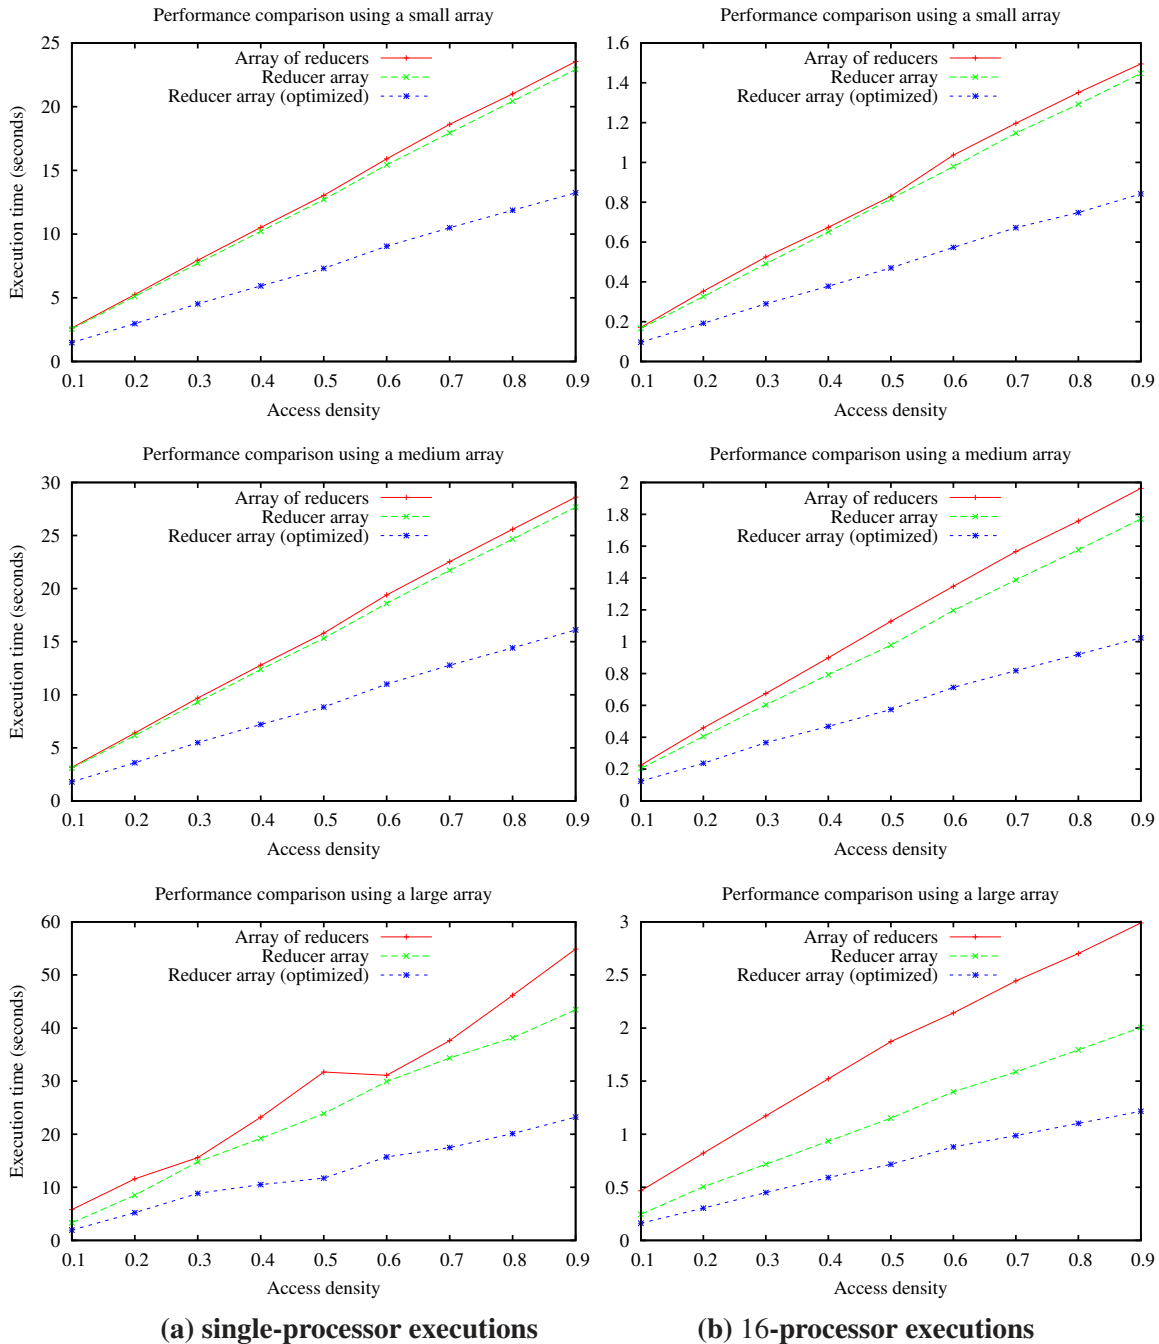 Performance comparison using a small array
Execution time (seconds)
25
20
15
10
5
0
Array of reducers
Reducer array
Reducer array (optimized)
0.1 0.2 0.3 0.4 0.5 0.6 0.7 0.8 0.9
Access density
Performance comparison using a small array
1.6
1.4
1.2
1
0.8
0.6
0.4
0.2
0
Array of reducers
Reducer array
Reducer array (optimized)
0.1 0.2 0.3 0.4 0.5 0.6 0.7 0.8 0.9
Access density
Performance comparison using a medium array
Execution time (seconds)
30
25
20
15
10
5
0
Array of reducers
Reducer array
Reducer array (optimized)
0.1 0.2 0.3 0.4 0.5 0.6 0.7 0.8 0.9
Access density
Performance comparison using a medium array
2
1.8
1.6
1.4
1.2
1
0.8
0.6
0.4
0.2
0
Array of reducers
Reducer array
Reducer array (optimized)
0.1 0.2 0.3 0.4 0.5 0.6 0.7 0.8 0.9
Access density
Performance comparison using a large array
Execution time (seconds)
60
50
40
30
20
10
0
Array of reducers
Reducer array
Reducer array (optimized)
0.1 0.2 0.3 0.4 0.5 0.6 0.7 0.8 0.9
Access density
Performance comparison using a large array
3
2.5
2
1.5
1
0.5
0
Array of reducers
Reducer array
Reducer array (optimized)
0.1 0.2 0.3 0.4 0.5 0.6 0.7 0.8 0.9
Access density
(a) single-processor executions
(b) 16-processor executions